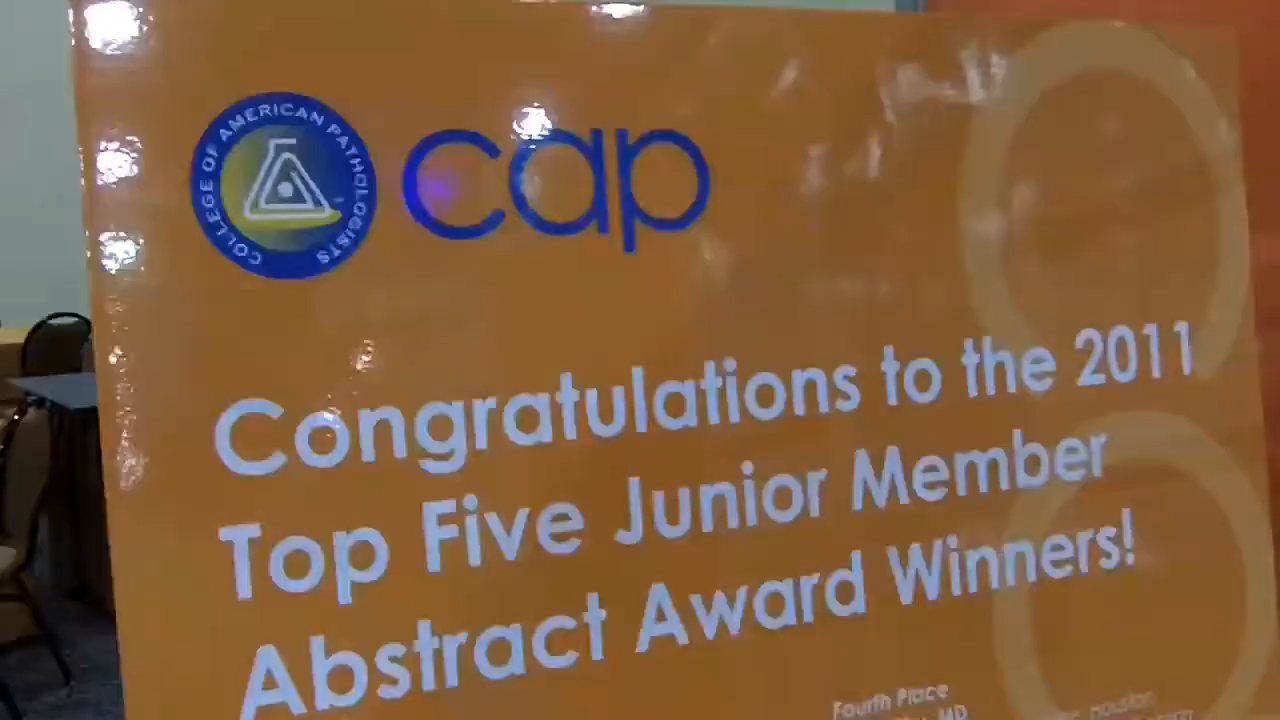 COLLEGE OF AMERICAN PATHOLOGISTS
cap
Congratulations to the 2011
Top Five Junior Member
Abstract Award Winners!
Fourth Place
MD
Houston